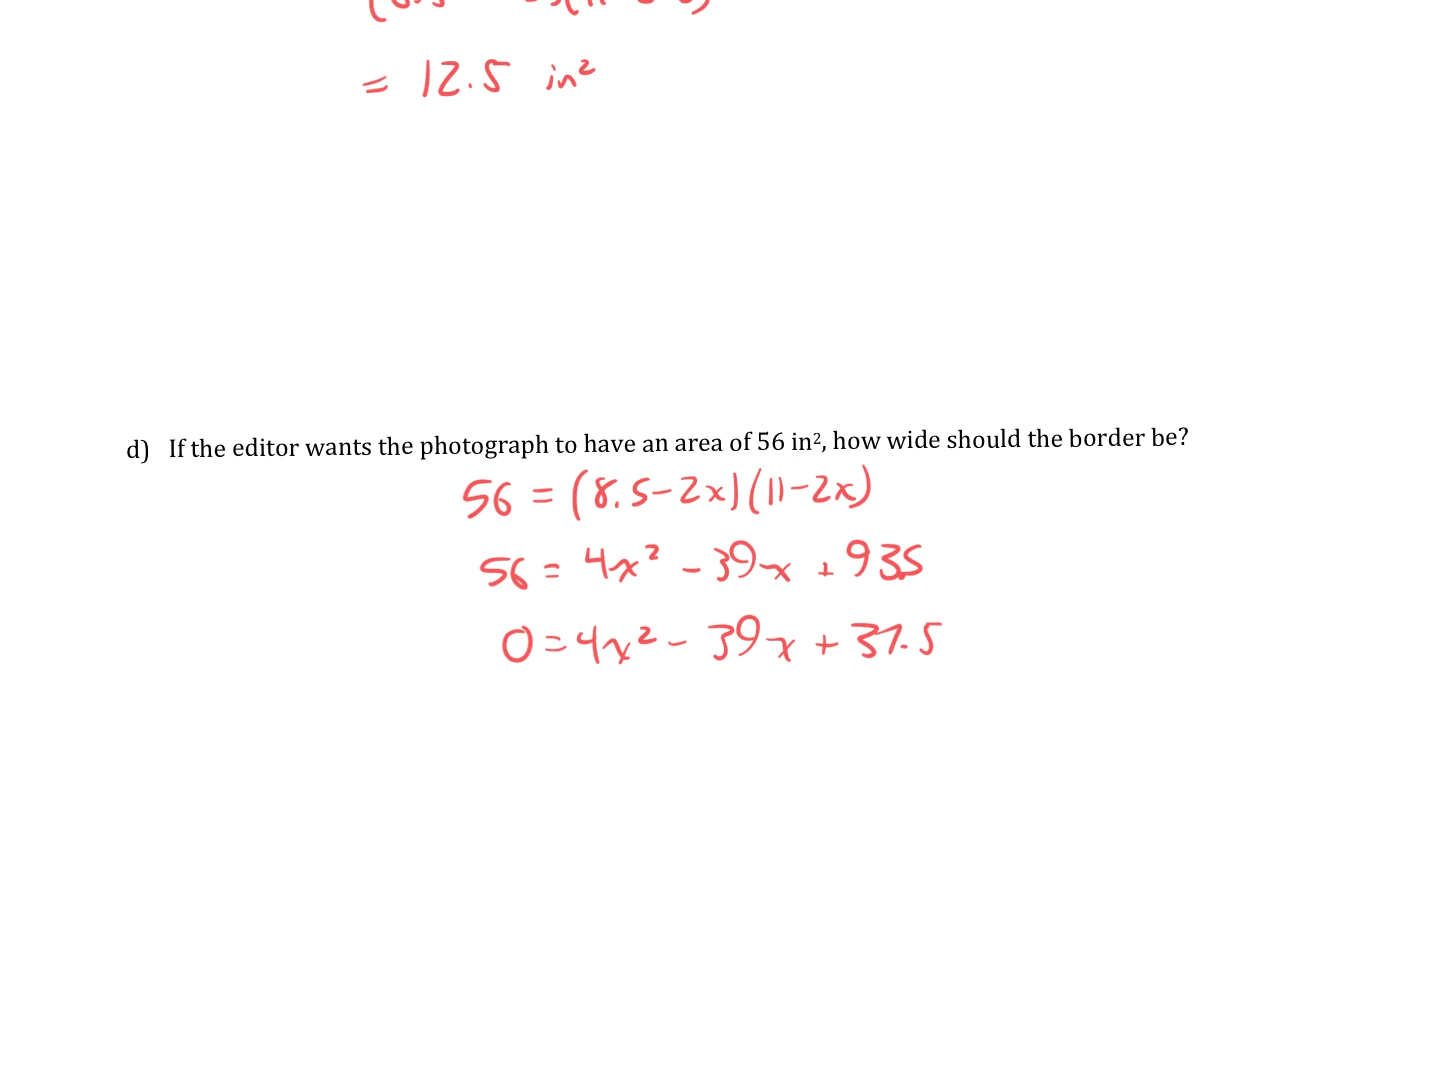 = 12.5 in²
d) If the editor wants the photograph to have an area of 56 in², how wide should the border be?
56 = (8.5-2x)(11-2x)
56 = 4x² - 39x + 93.5
0=4x² - 39x + 37.5